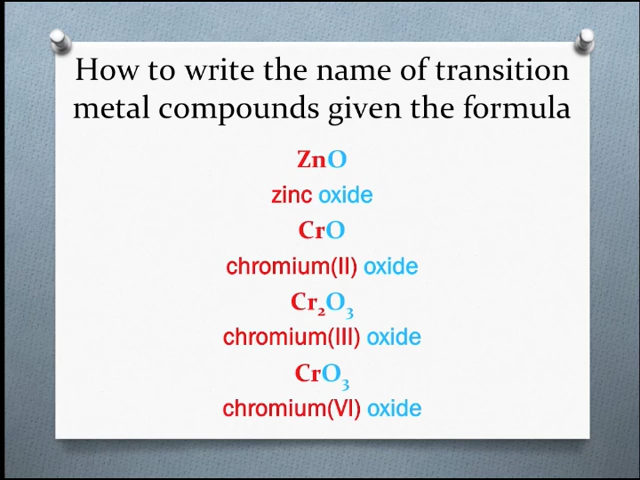 How to write the name of transition
metal compounds given the formula
ZnO
zinc oxide
CrO
chromium(II) oxide
Cr₂O₃
chromium(III) oxide
CrO₃
chromium(VI) oxide